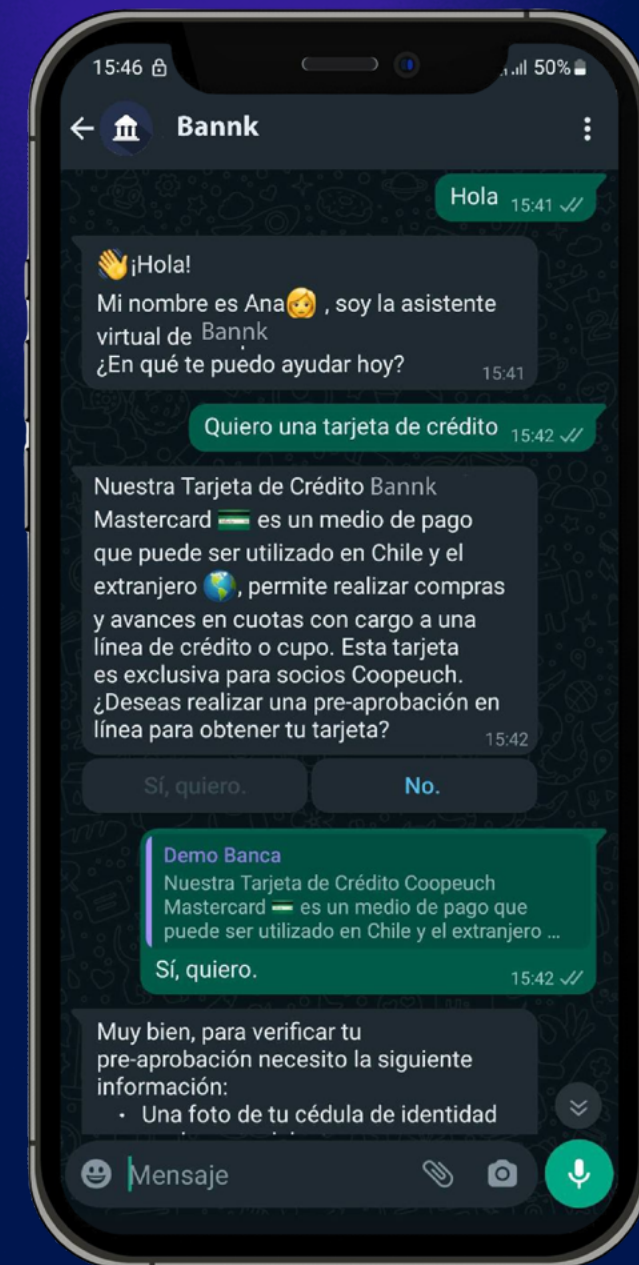 15:46 50%
Bannk
Hola 15:41
¡Hola!
Mi nombre es Ana , soy la asistente
virtual de Bannk
¿En qué te puedo ayudar hoy? 15:41
Quiero una tarjeta de crédito 15:42
Nuestra Tarjeta de Crédito Bannk
Mastercard es un medio de pago
que puede ser utilizado en Chile y el
extranjero , permite realizar compras
y avances en cuotas con cargo a una
línea de crédito o cupo. Esta tarjeta
es exclusiva para socios Coopeuch.
¿Deseas realizar una pre-aprobación en
línea para obtener tu tarjeta? 15:42
Sí, quiero. No.
Demo Banca
Nuestra Tarjeta de Crédito Coopeuch
Mastercard es un medio de pago que
puede ser utilizado en Chile y el extranjero ...
Sí, quiero. 15:42
Muy bien, para verificar tu
pre-aprobación necesito la siguiente
información:
• Una foto de tu cédula de identidad
Mensaje